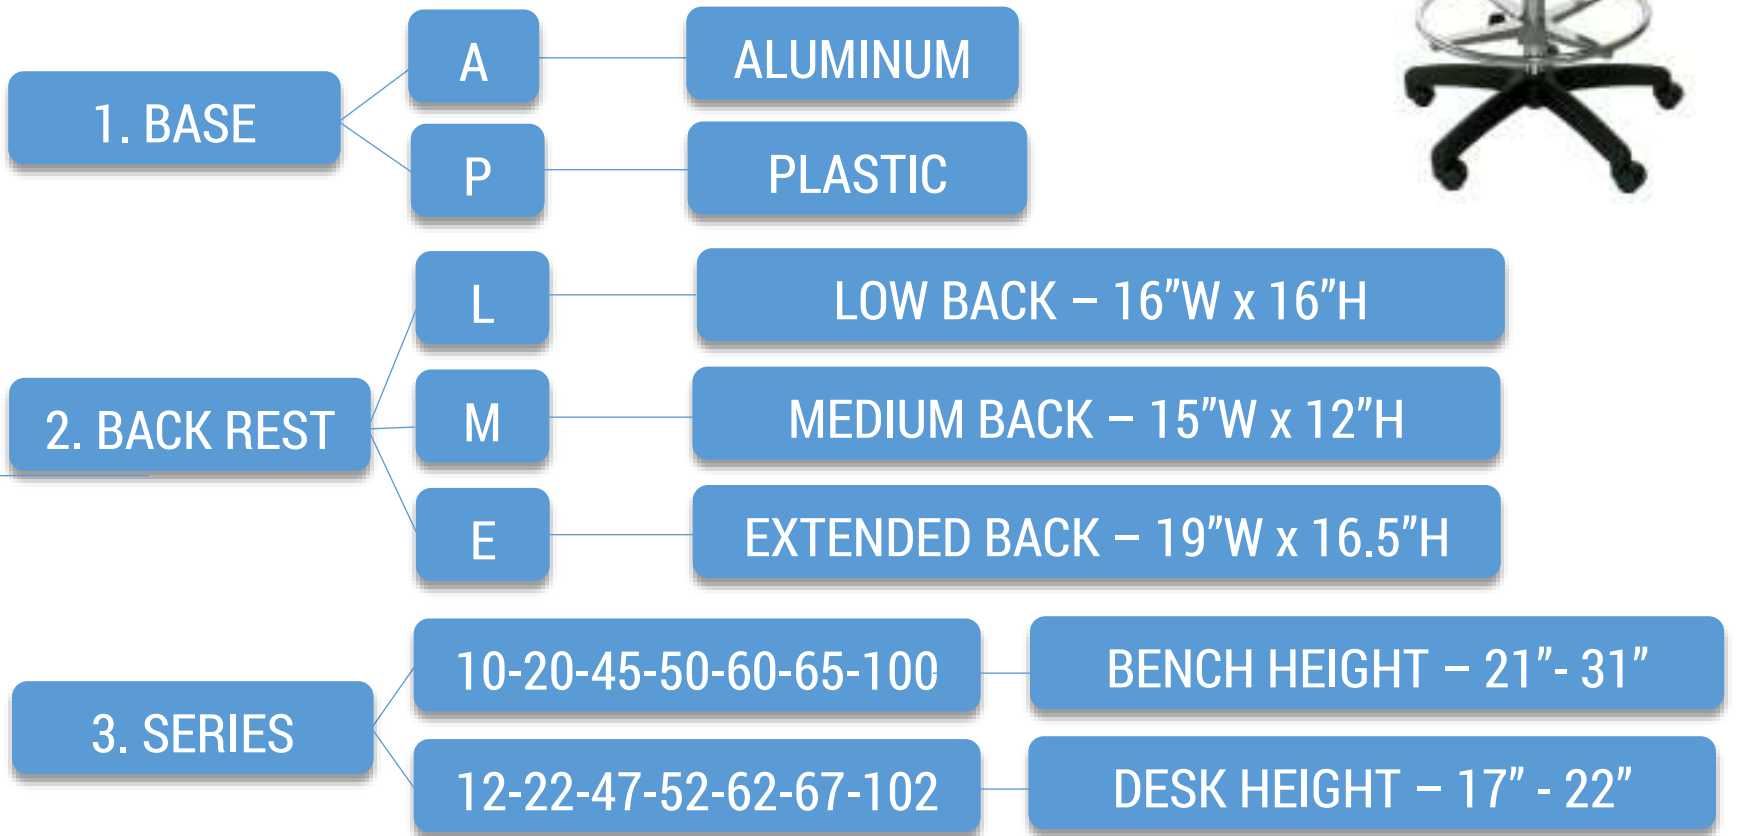 1. BASE
A
ALUMINUM
P
PLASTIC
2. BACK REST
L
LOW BACK – 16”W x 16”H
M
MEDIUM BACK – 15”W x 12”H
E
EXTENDED BACK – 19”W x 16.5”H
3. SERIES
10-20-45-50-60-65-100
BENCH HEIGHT – 21”- 31”
12-22-47-52-62-67-102
DESK HEIGHT – 17” - 22”